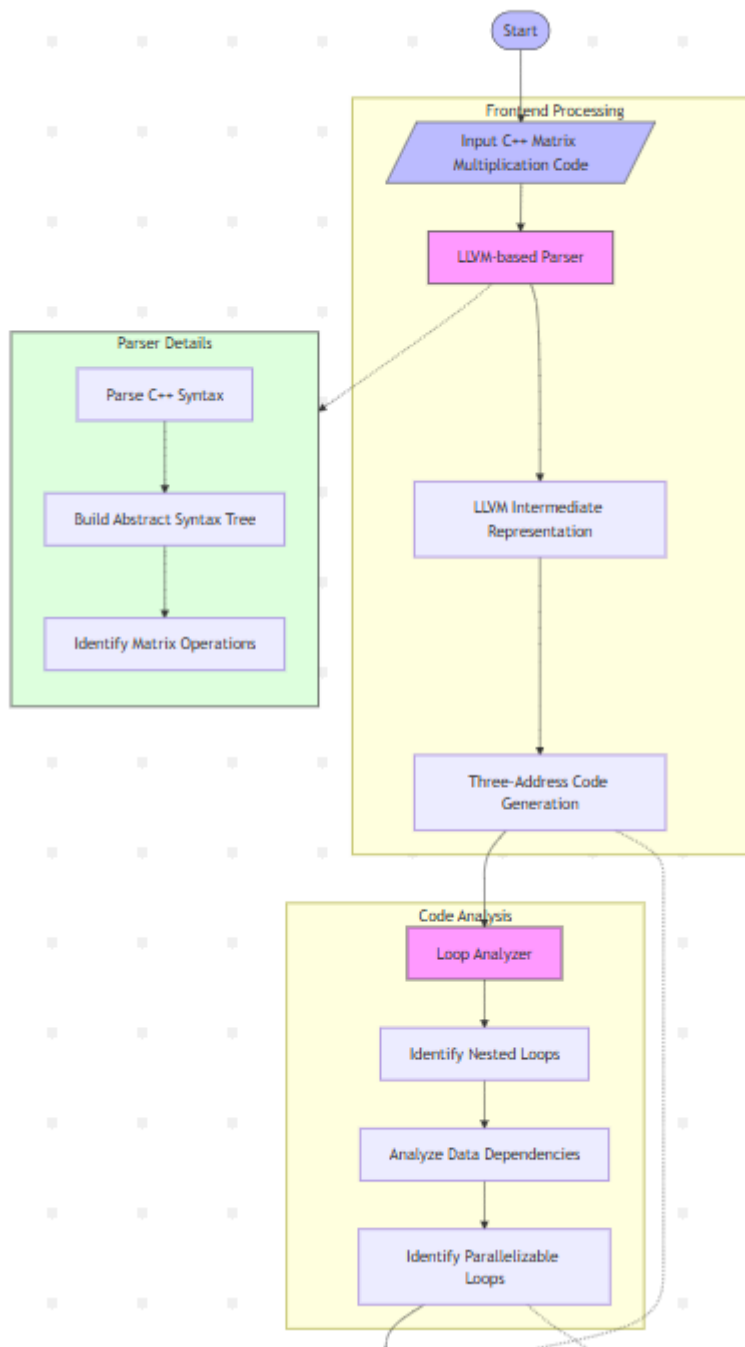 Start
Frontend Processing
Input C++ Matrix
Multiplication Code
LLVM-based Parser
Parser Details
Parse C++ Syntax
Build Abstract Syntax Tree
Identify Matrix Operations
LLVM Intermediate
Representation
Three-Address Code
Generation
Code Analysis
Loop Analyzer
Identify Nested Loops
Analyze Data Dependencies
Identify Parallelizable
Loops